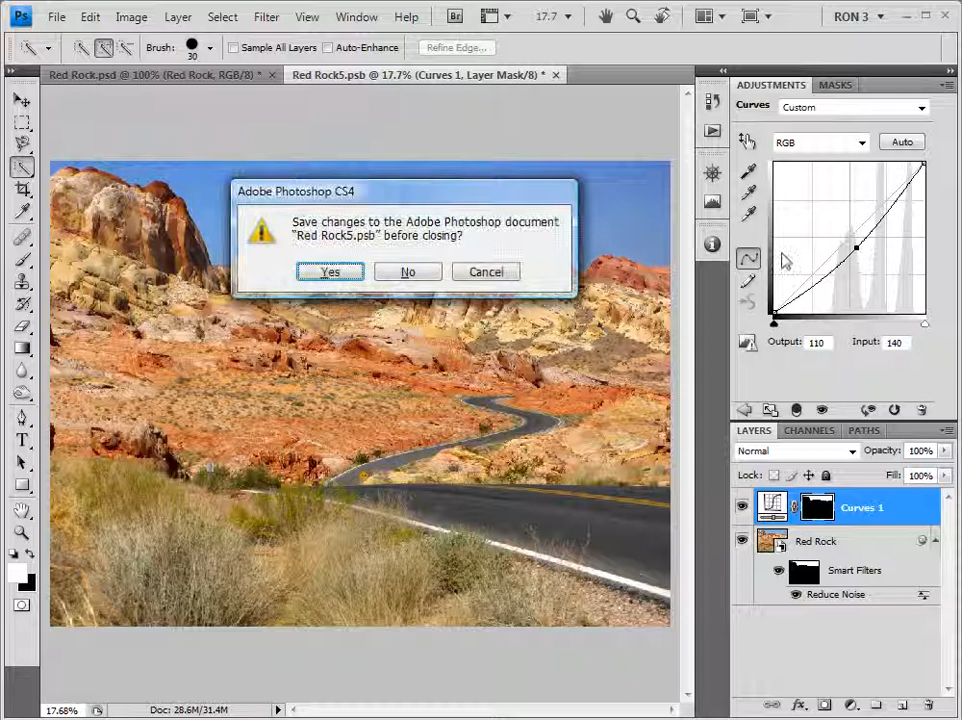 Ps File Edit Image Layer Select Filter View Window Help Br 17.7 RON 3
Brush: 30 Sample All Layers Auto-Enhance Refine Edge...
Red Rock.psd @ 100% (Red Rock, RGB/8) * × Red Rock5.psb @ 17.7% (Curves 1, Layer Mask/8) * ×
ADJUSTMENTS MASKS
Curves Custom
RGB Auto
Adobe Photoshop CS4
Save changes to the Adobe Photoshop document
"Red Rock5.psb" before closing?
Yes No Cancel
Output: 110 Input: 140
LAYERS CHANNELS PATHS
Normal Opacity: 100%
Lock: Fill: 100%
Curves 1
Red Rock
Smart Filters
Reduce Noise
T
fx
17.68% Doc: 28.6M/31.4M